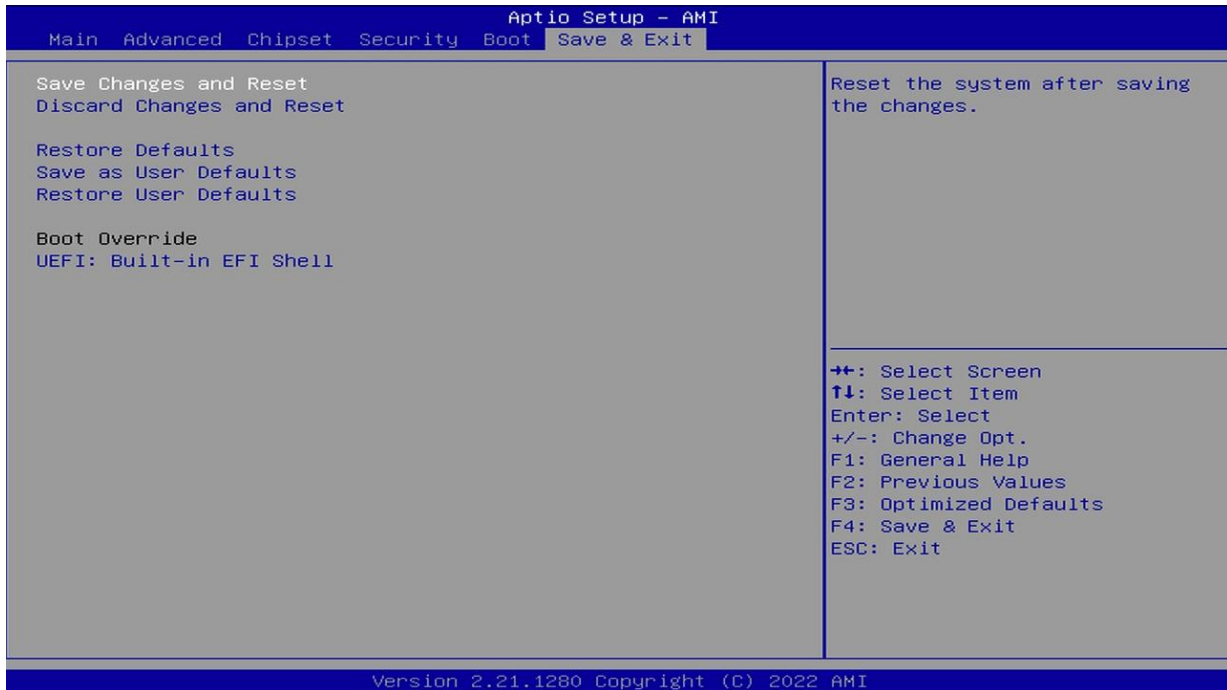 Aptio Setup – AMI
Main Advanced Chipset Security Boot Save & Exit
Save Changes and Reset
Discard Changes and Reset
Restore Defaults
Save as User Defaults
Restore User Defaults
Boot Override
UEFI: Built-in EFI Shell
Reset the system after saving
the changes.
→←: Select Screen
↑↓: Select Item
Enter: Select
+/-: Change Opt.
F1: General Help
F2: Previous Values
F3: Optimized Defaults
F4: Save & Exit
ESC: Exit
Version 2.21.1280 Copyright (C) 2022 AMI